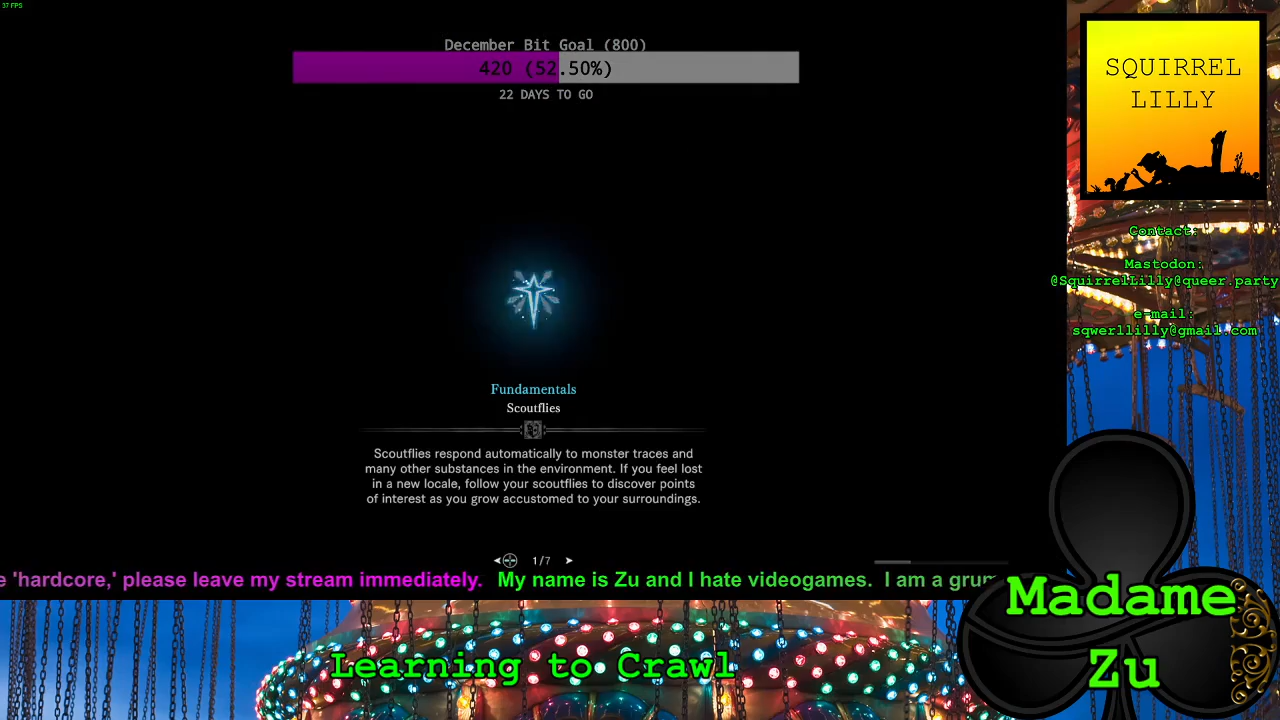 37 FPS
December Bit Goal (800)
420 (52.50%)
22 DAYS TO GO
SQUIRREL
LILLY
Contact:
Mastodon:
@SquirrelLilly@queer.party
e-mail:
sqwerllilly@gmail.com
Fundamentals
Scoutflies
Scoutflies respond automatically to monster traces and
many other substances in the environment. If you feel lost
in a new locale, follow your scoutflies to discover points
of interest as you grow accustomed to your surroundings.
1/7
e 'hardcore,' please leave my stream immediately. My name is Zu and I hate videogames. I am a grum
Madame
Zu
Learning to Crawl